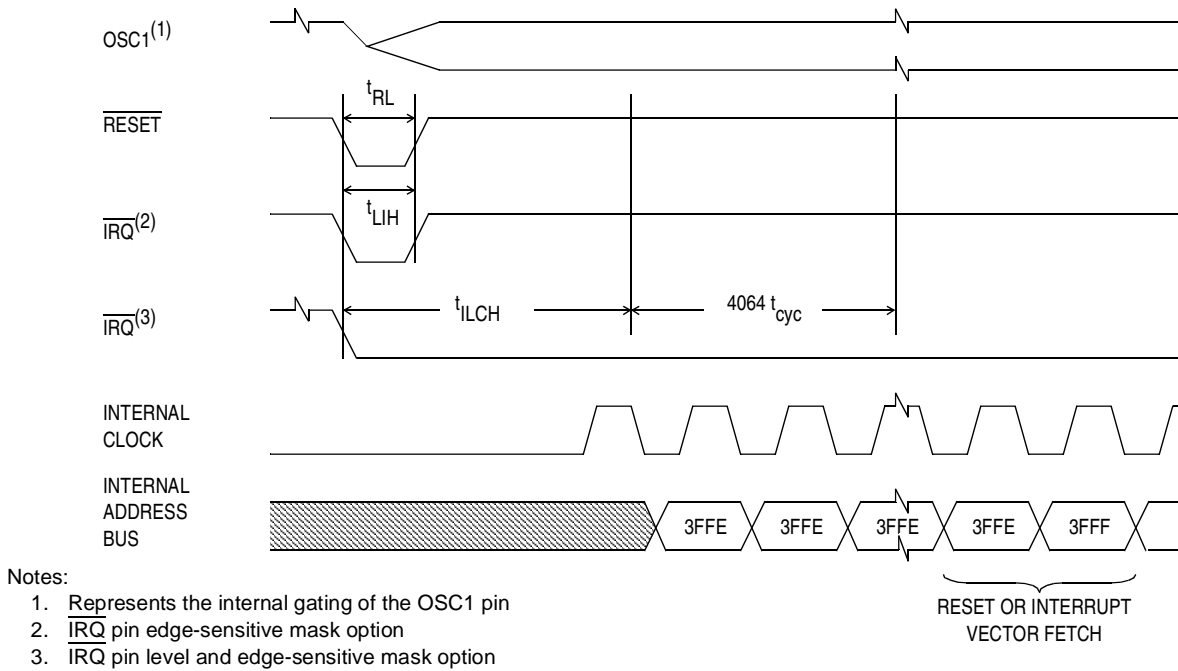 OSC1(1)
tRL
RESET
tLIH
IRQ(2)
tILCH
4064 tcyc
IRQ(3)
INTERNAL
CLOCK
INTERNAL
ADDRESS
BUS
3FFE 3FFE 3FFE 3FFE 3FFF
RESET OR INTERRUPT
VECTOR FETCH
Notes:
1. Represents the internal gating of the OSC1 pin
2. IRQ pin edge-sensitive mask option
3. IRQ pin level and edge-sensitive mask option